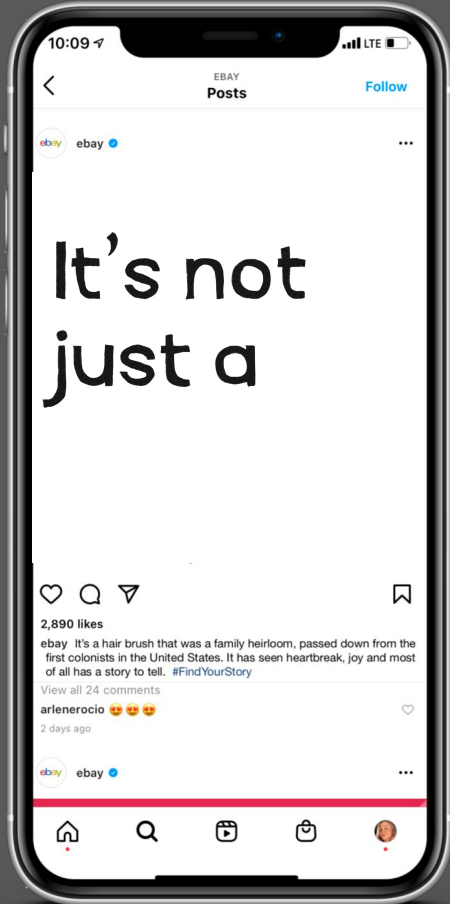 10:09
LTE
EBAY
Posts
Follow
ebay
ebay
It's not
just a
2,890 likes
ebay It's a hair brush that was a family heirloom, passed down from the
first colonists in the United States. It has seen heartbreak, joy and most
of all has a story to tell. #FindYourStory
View all 24 comments
arlenerocio
2 days ago
ebay
ebay